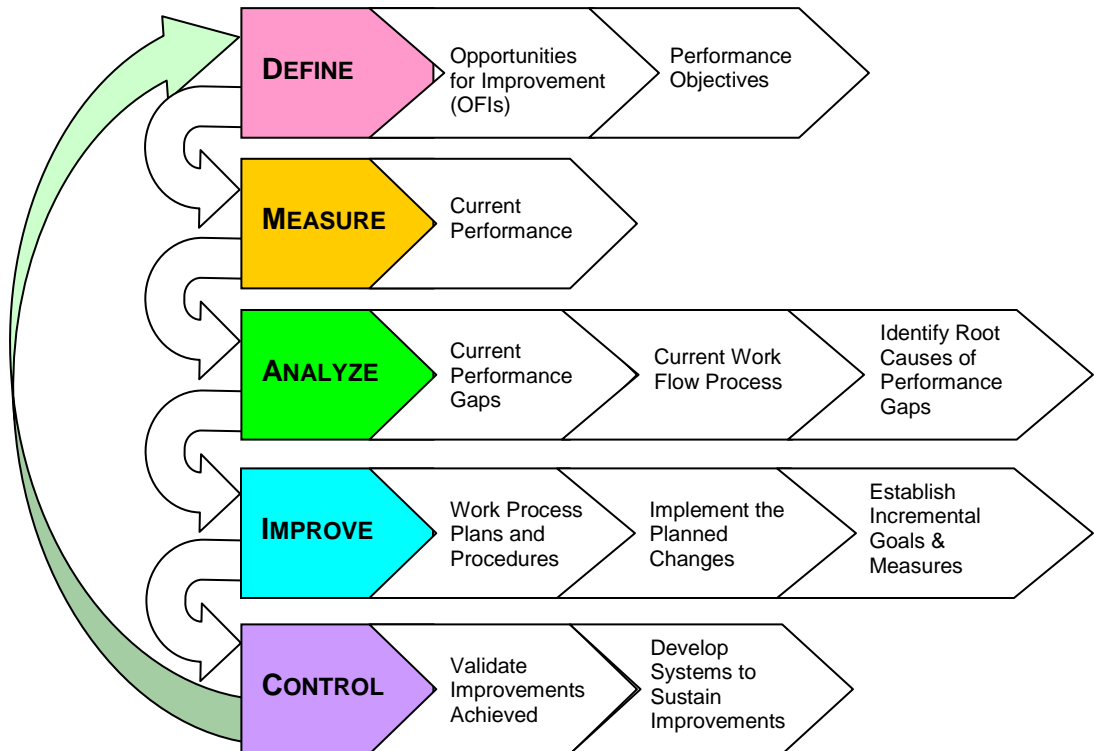 DEFINE
Opportunities
for Improvement
(OFIs)
Performance
Objectives
MEASURE
Current
Performance
ANALYZE
Current
Performance
Gaps
Current Work
Flow Process
Identify Root
Causes of
Performance
Gaps
IMPROVE
Work Process
Plans and
Procedures
Implement the
Planned
Changes
Establish
Incremental
Goals &
Measures
CONTROL
Validate
Improvements
Achieved
Develop
Systems to
Sustain
Improvements